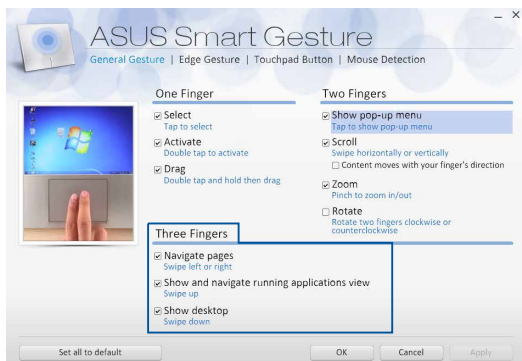 ASUS Smart Gesture
General Gesture | Edge Gesture | Touchpad Button | Mouse Detection
One Finger
Select
Tap to select
Activate
Double tap to activate
Drag
Double tap and hold then drag
Two Fingers
Show pop-up menu
Tap to show pop-up menu
Scroll
Swipe horizontally or vertically
Content moves with your finger's direction
Zoom
Pinch to zoom in/out
Rotate
Rotate two fingers clockwise or
counterclockwise
Three Fingers
Navigate pages
Swipe left or right
Show and navigate running applications view
Swipe up
Show desktop
Swipe down
Set all to default
OK
Cancel
Apply